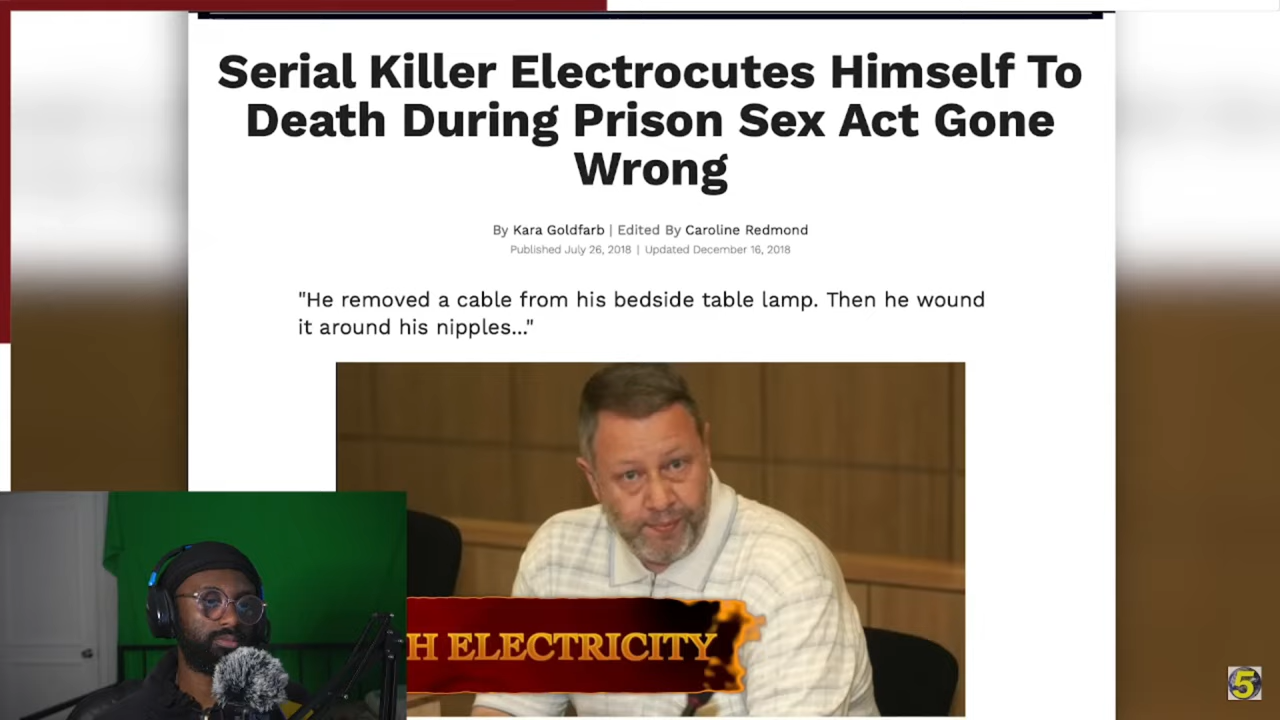 Serial Killer Electrocutes Himself To
Death During Prison Sex Act Gone
Wrong
By Kara Goldfarb | Edited By Caroline Redmond
Published July 26, 2018 | Updated December 16, 2018
"He removed a cable from his bedside table lamp. Then he wound
it around his nipples..."
H ELECTRICITY
5